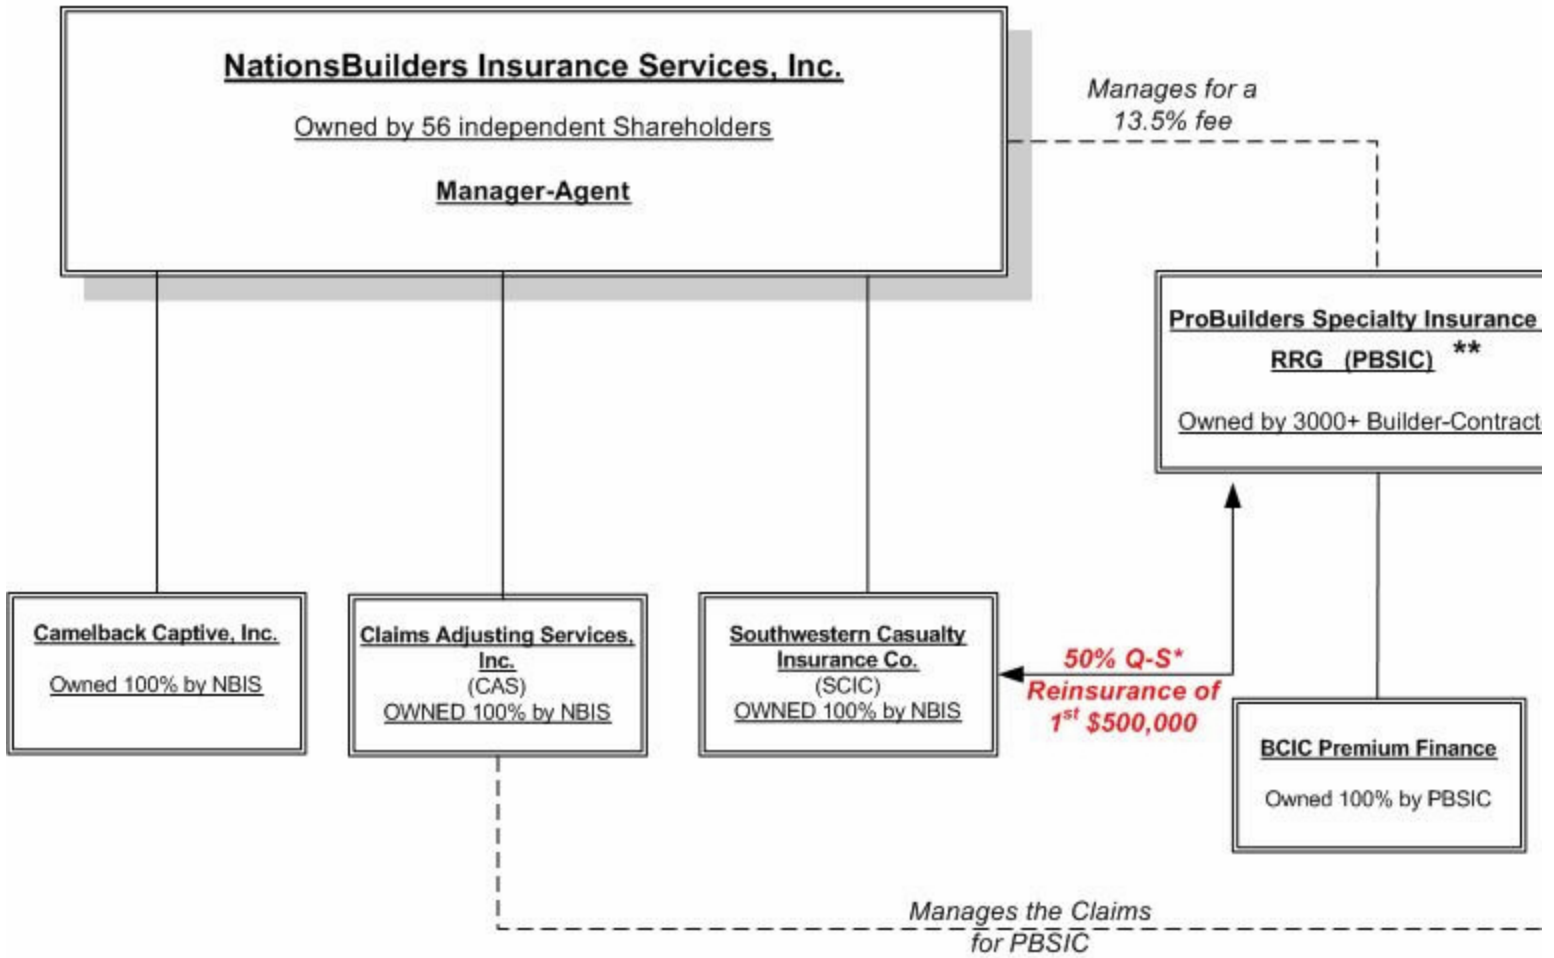 NationsBuilders Insurance Services, Inc.
Owned by 56 independent Shareholders
Manager-Agent
Manages for a
13.5% fee
ProBuilders Specialty Insurance
RRG (PBSIC) **
Owned by 3000+ Builder-Contract
Camelback Captive, Inc.
Owned 100% by NBIS
Claims Adjusting Services,
Inc.
(CAS)
OWNED 100% by NBIS
Southwestern Casualty
Insurance Co.
(SCIC)
OWNED 100% by NBIS
50% Q-S*
Reinsurance of
1st $500,000
BCIC Premium Finance
Owned 100% by PBSIC
Manages the Claims
for PBSIC